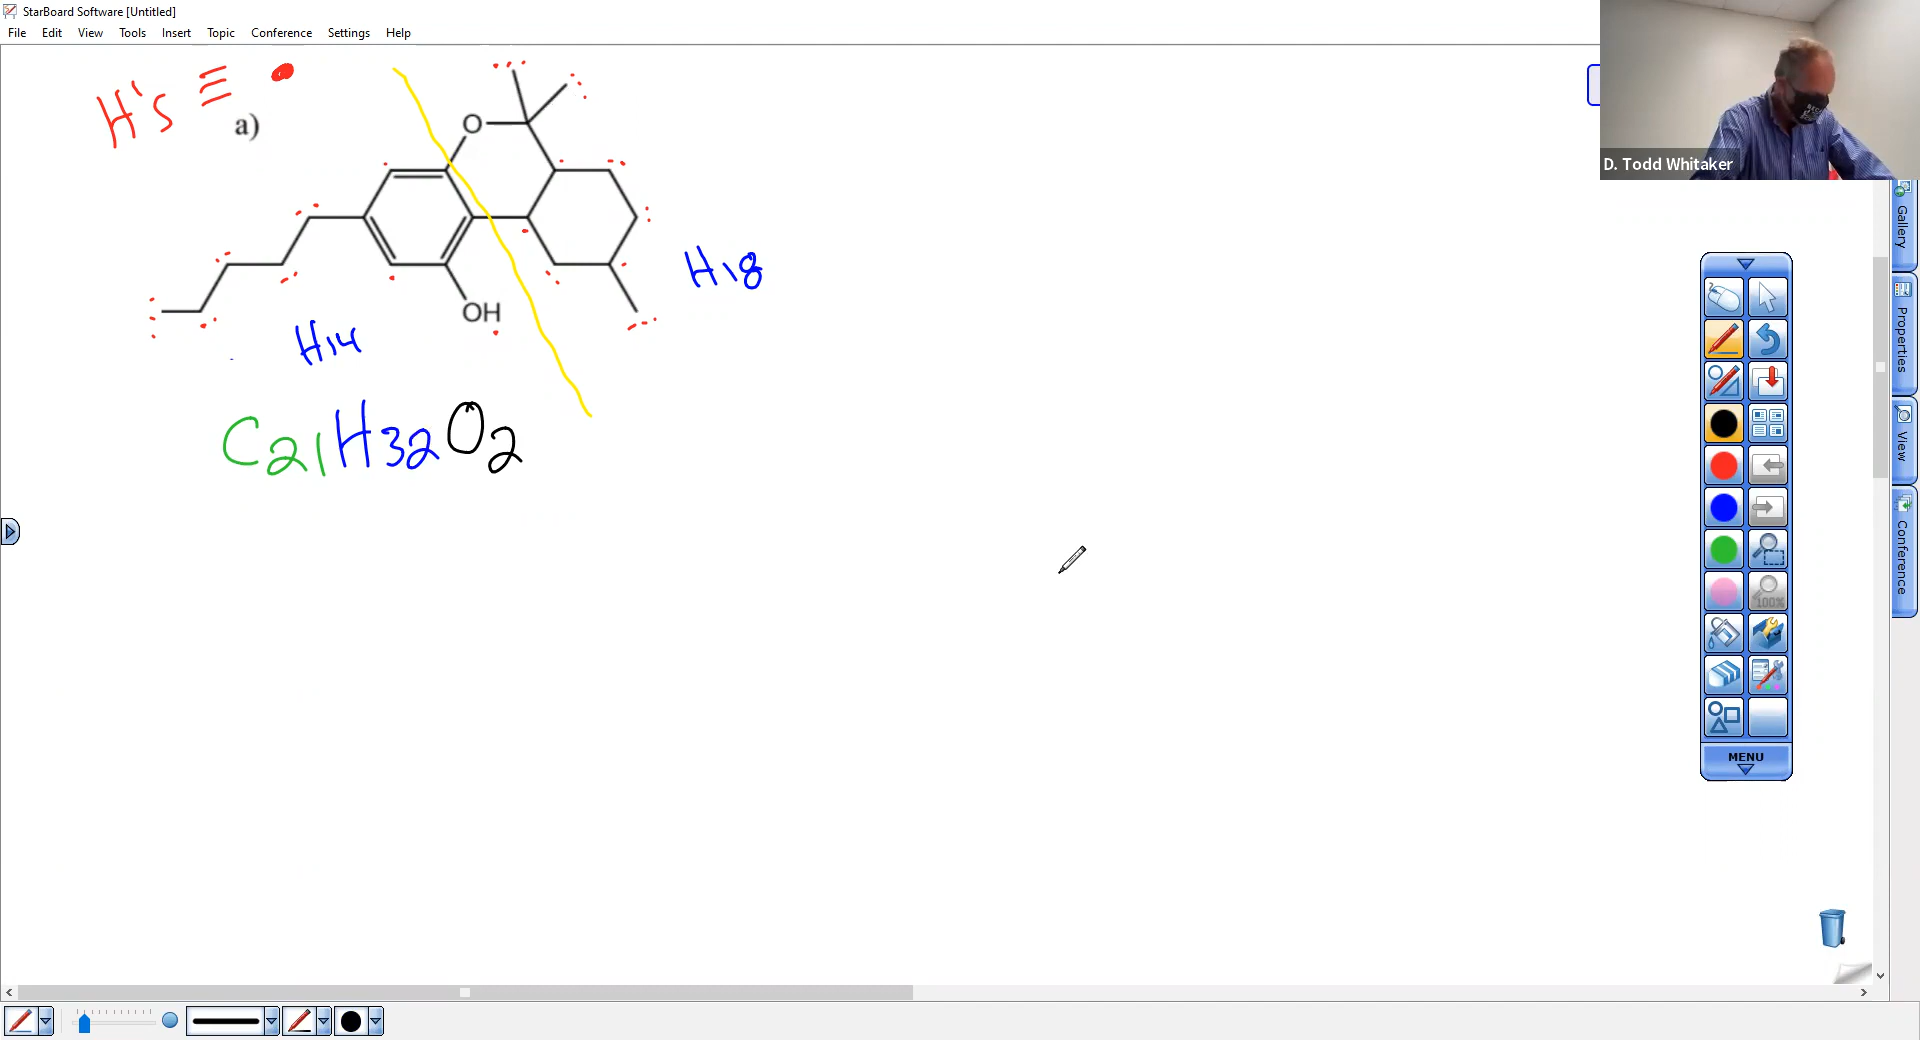 StarBoard Software [Untitled]
File Edit View Tools Insert Topic Conference Settings Help
H's ≡ •
a)
O
OH
H18
H14
C21H32O2
D. Todd Whitaker
Gallery
Properties
View
Conference
100%
MENU